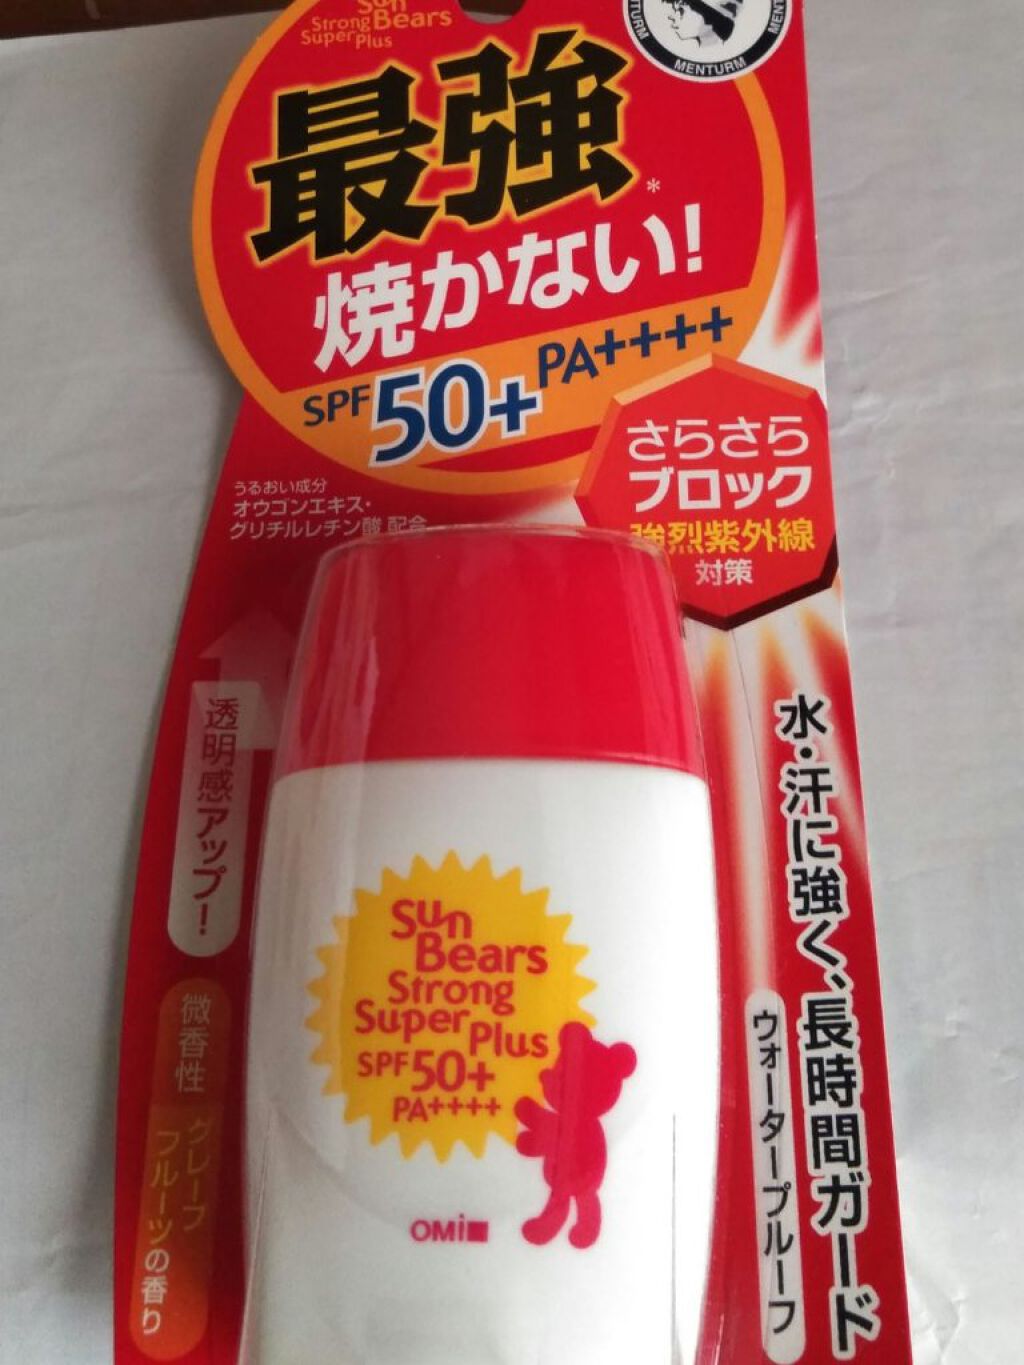 Sun
Strong Bears
Super Plus
MENTURM
最強
焼かない!*
SPF50+ PA++++
さらさら
ブロック
強烈紫外線
対策
うるおい成分
オウゴンエキス・
グリチルレチン酸 配合
透明感アップ!
微香性
グレープ
フルーツの香り
水・汗に強く、長時間ガード
ウォータープルーフ
Sun
Bears
Strong
Super Plus
SPF50+
PA++++
OMi